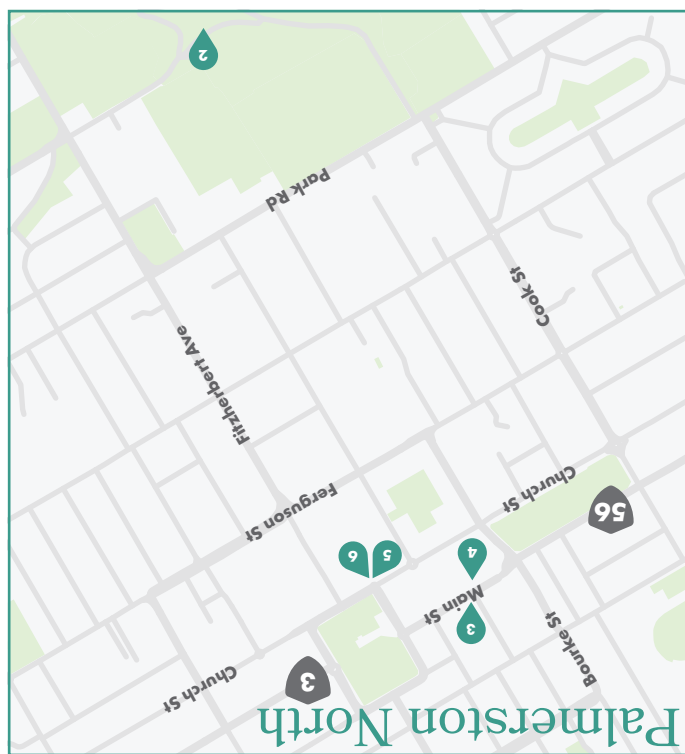 Palmerston North
3
Church St
Bourke St
3
Main St
4
5
6
56
Ferguson St
Church St
Fitzherbert Ave
Cook St
Park Rd
2